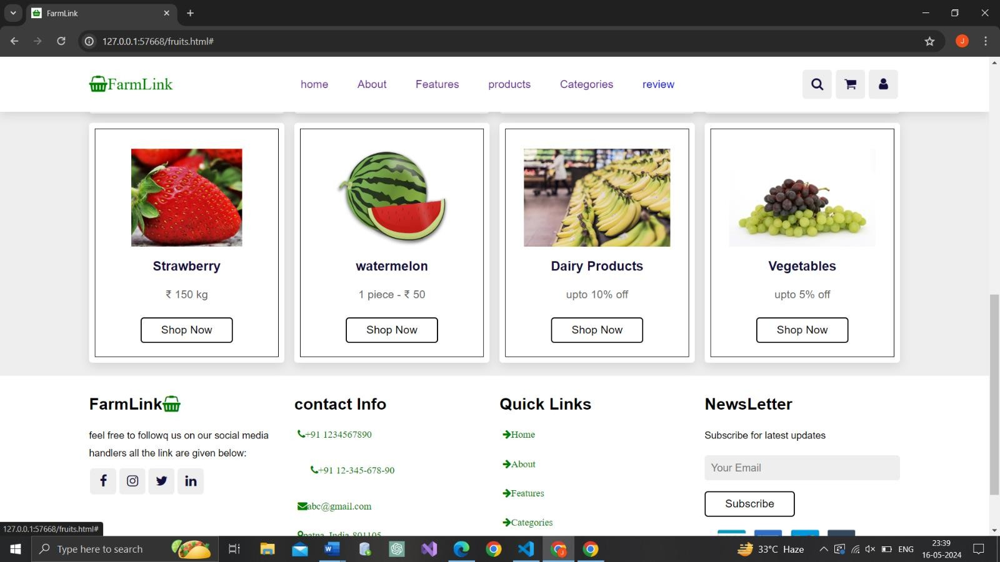 FarmLink
127.0.0.1:57668/fruits.html#
J
FarmLink
home About Features products Categories review
Strawberry
₹ 150 kg
Shop Now
watermelon
1 piece - ₹ 50
Shop Now
Dairy Products
upto 10% off
Shop Now
Vegetables
upto 5% off
Shop Now
FarmLink
feel free to followq us on our social media
handlers all the link are given below:
contact Info
+91 1234567890
+91 12-345-678-90
abc@gmail.com
patna, India-801105
Quick Links
Home
About
Features
Categories
NewsLetter
Subscribe for latest updates
Your Email
Subscribe
127.0.0.1:57668/fruits.html#
Type here to search
33°C Haze
ENG
23:39
16-05-2024